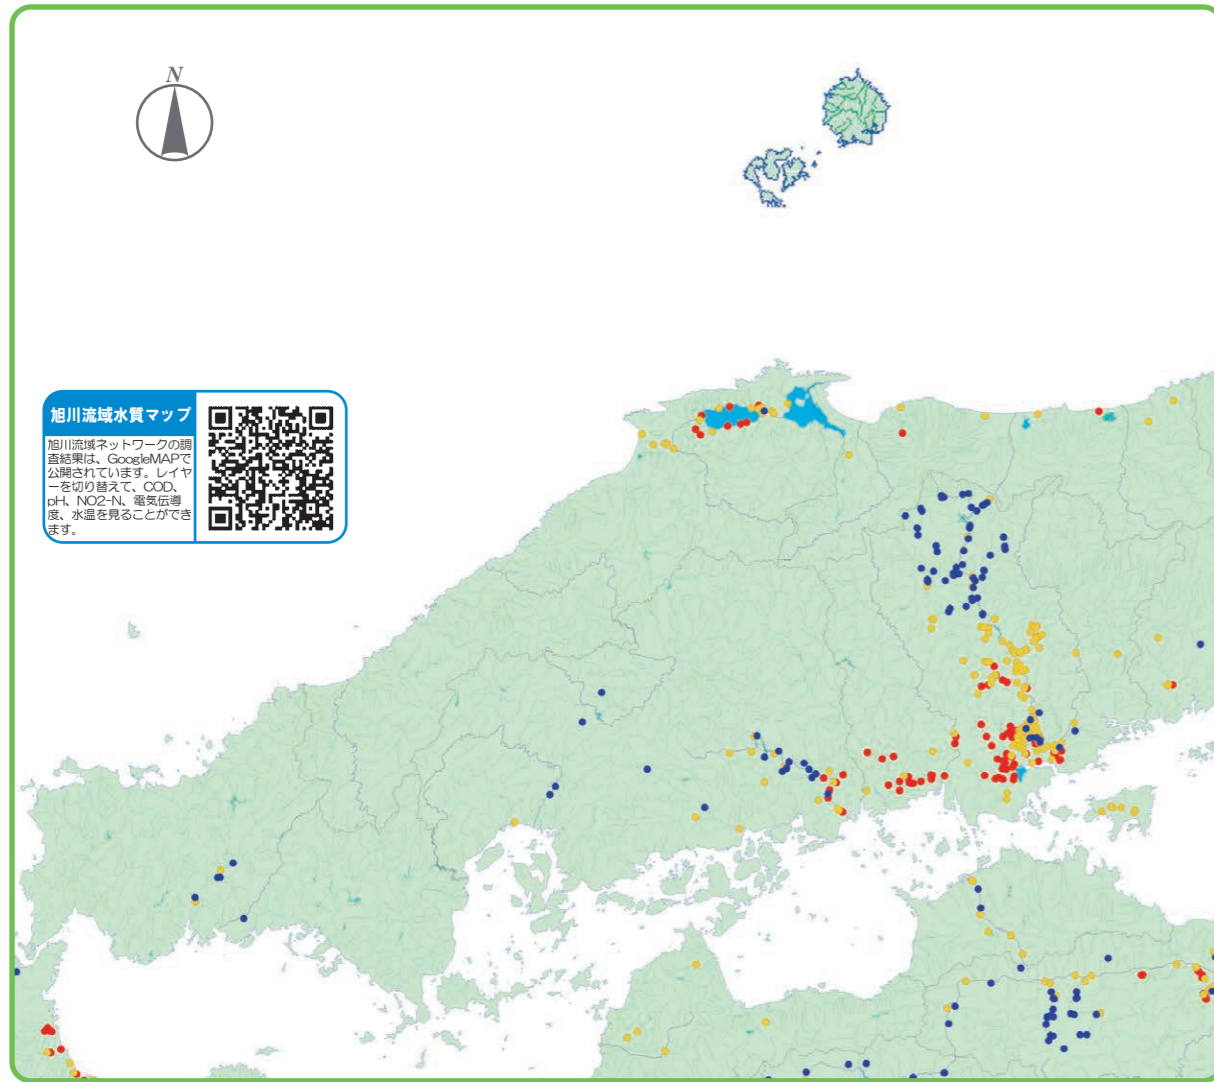 N
旭川流域水質マップ
旭川流域ネットワークの調
査結果は、GoogleMAPで
公開されています。レイヤ
ーを切り替えて、COD、
pH、NO2-N、電気伝導
度、水温を見ることができ
ます。